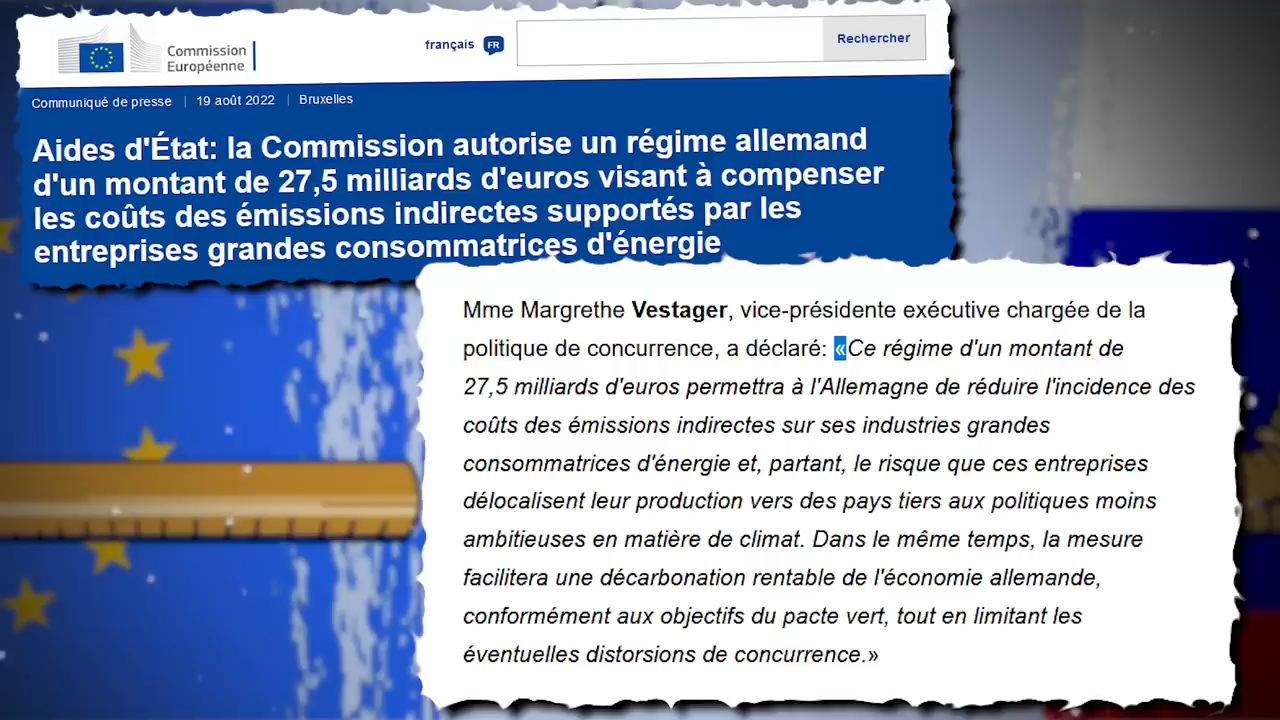 Commission
Européenne
français FR
Rechercher
Communiqué de presse | 19 août 2022 | Bruxelles
Aides d'État: la Commission autorise un régime allemand
d'un montant de 27,5 milliards d'euros visant à compenser
les coûts des émissions indirectes supportés par les
entreprises grandes consommatrices d'énergie
Mme Margrethe Vestager, vice-présidente exécutive chargée de la
politique de concurrence, a déclaré: «Ce régime d'un montant de
27,5 milliards d'euros permettra à l'Allemagne de réduire l'incidence des
coûts des émissions indirectes sur ses industries grandes
consommatrices d'énergie et, partant, le risque que ces entreprises
délocalisent leur production vers des pays tiers aux politiques moins
ambitieuses en matière de climat. Dans le même temps, la mesure
facilitera une décarbonation rentable de l'économie allemande,
conformément aux objectifs du pacte vert, tout en limitant les
éventuelles distorsions de concurrence.»